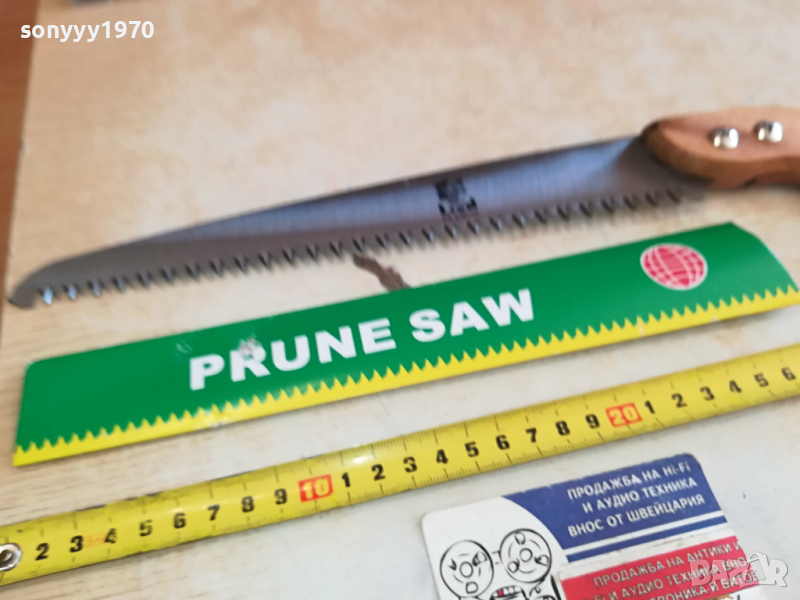 sonyyy1970
PRUNE SAW
2 3 4 5 6 7 8 9 10 1 2 3 4 5 6 7 8 9 20 1 2 3 4 5 6
ПРОДАЖБА НА HI-FI
И АУДИО ТЕХНИКА
ВНОС ОТ ШВЕЙЦАРИЯ
ПРОДАЖБА НА АНТИКИ И
И АУДИО ТЕХНИКА